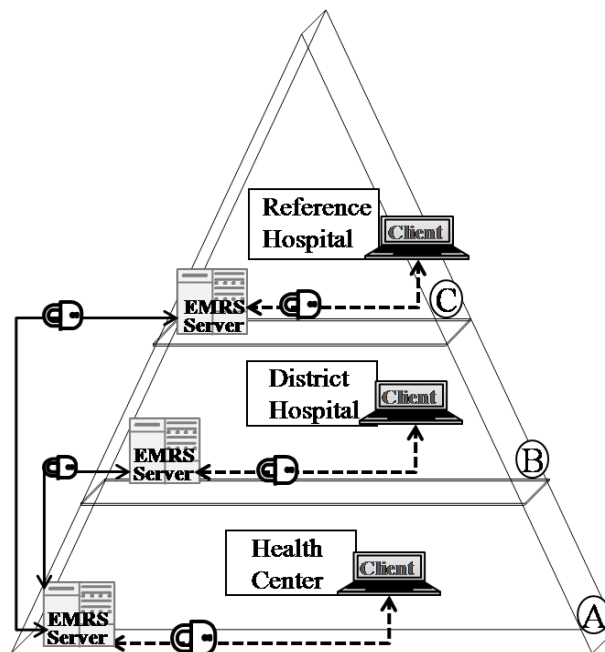 Reference
Hospital
Client
C
EMRS
Server
District
Hospital
Client
B
EMRS
Server
Health
Center
Client
A
EMRS
Server